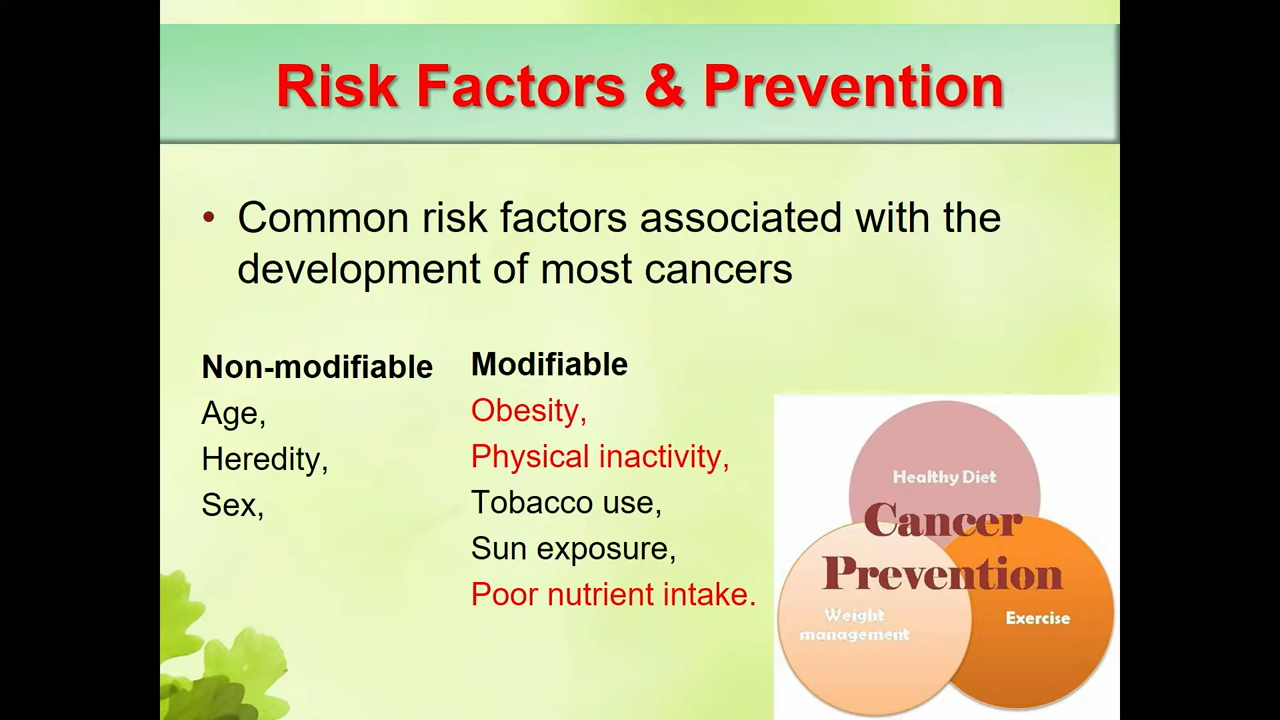 Risk Factors & Prevention
• Common risk factors associated with the
development of most cancers
Non-modifiable
Age,
Heredity,
Sex,
Modifiable
Obesity,
Physical inactivity,
Tobacco use,
Sun exposure,
Poor nutrient intake.
Healthy Diet
Cancer
Prevention
Weight
management
Exercise